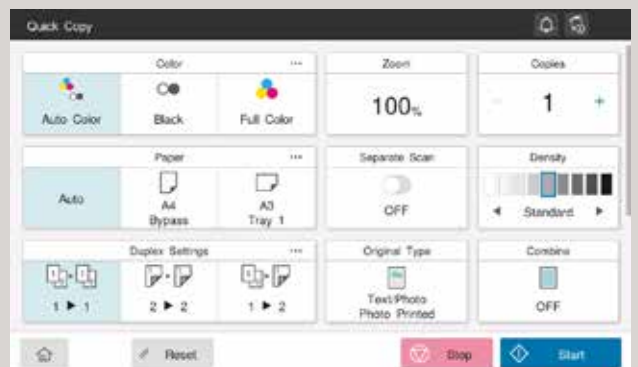 Quick Copy
Color
...
Auto Color
Black
Full Color
Zoom
100%
Copies
-
1
+
Paper
...
Auto
A4
Bypass
A3
Tray 1
Separate Scan
OFF
Density
Standard
Duplex Settings
...
1 ▶ 1
2 ▶ 2
1 ▶ 2
Original Type
Text/Photo
Photo Printed
Combine
OFF
Reset
Stop
Start